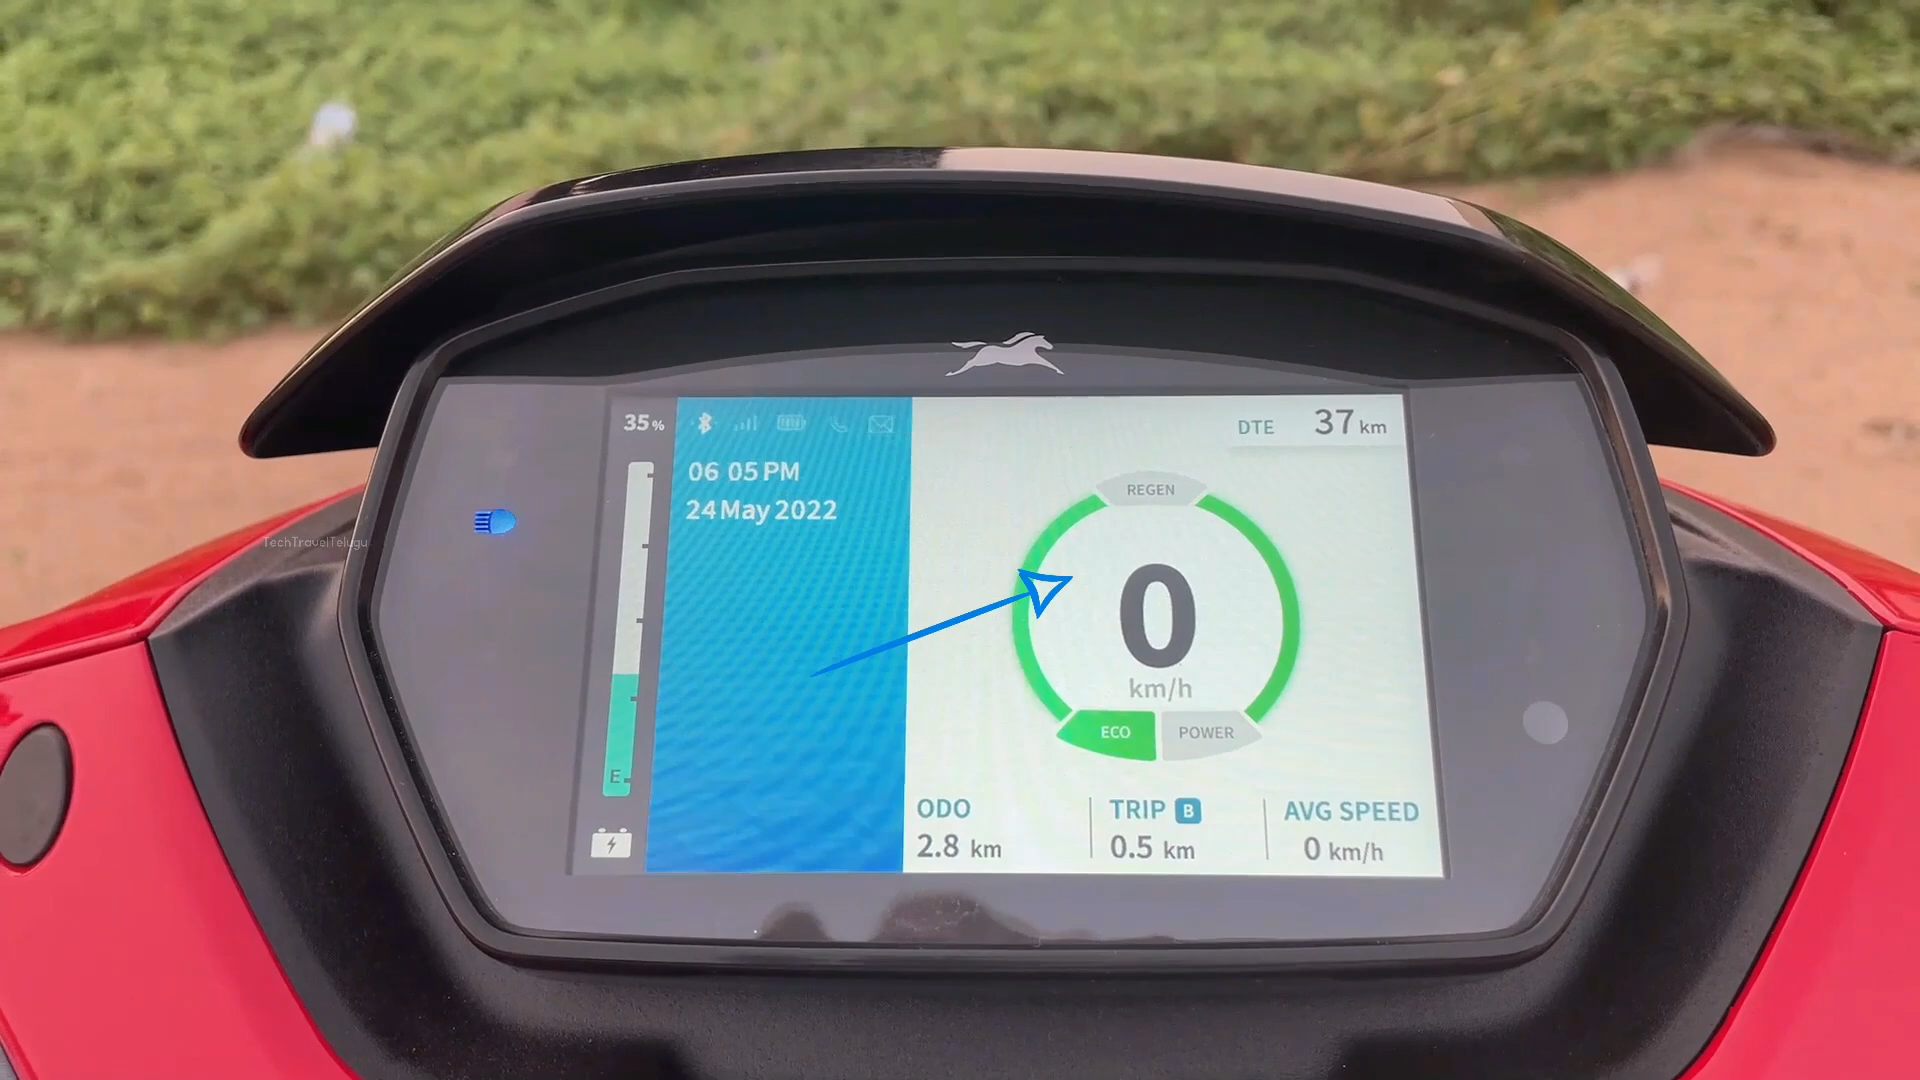 35%
06 05 PM
24 May 2022
DTE 37 km
REGEN
0
km/h
ECO POWER
E
ODO
2.8 km
TRIP B
0.5 km
AVG SPEED
0 km/h
TechTravelTelugu